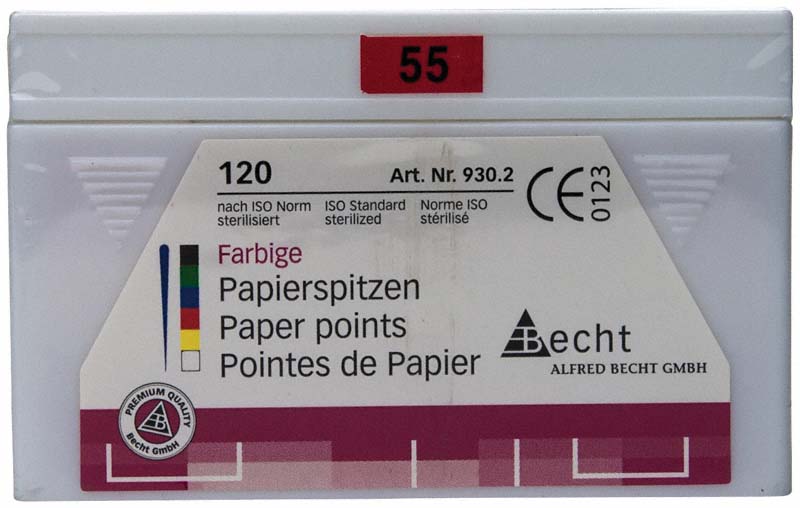 55
120 Art. Nr. 930.2
nach ISO Norm ISO Standard Norme ISO
sterilisiert sterilized stérilisé
CE 0123
Farbige
Papierspitzen
Paper points
Pointes de Papier
Becht
ALFRED BECHT GMBH
PREMIUM QUALITY
B
Becht GmbH